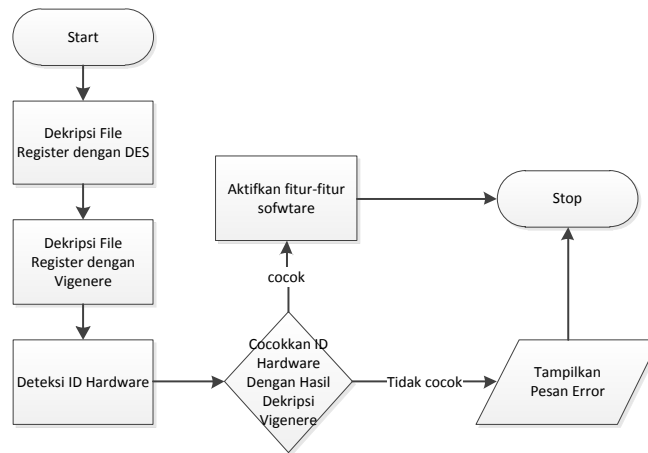 Start
Dekripsi File
Register dengan DES
Dekripsi File
Register dengan
Vigenere
Deteksi ID Hardware
Cocokkan ID
Hardware
Dengan Hasil
Dekripsi
Vigenere
cocok
Aktifkan fitur-fitur
sofwtare
Tidak cocok
Tampilkan
Pesan Error
Stop